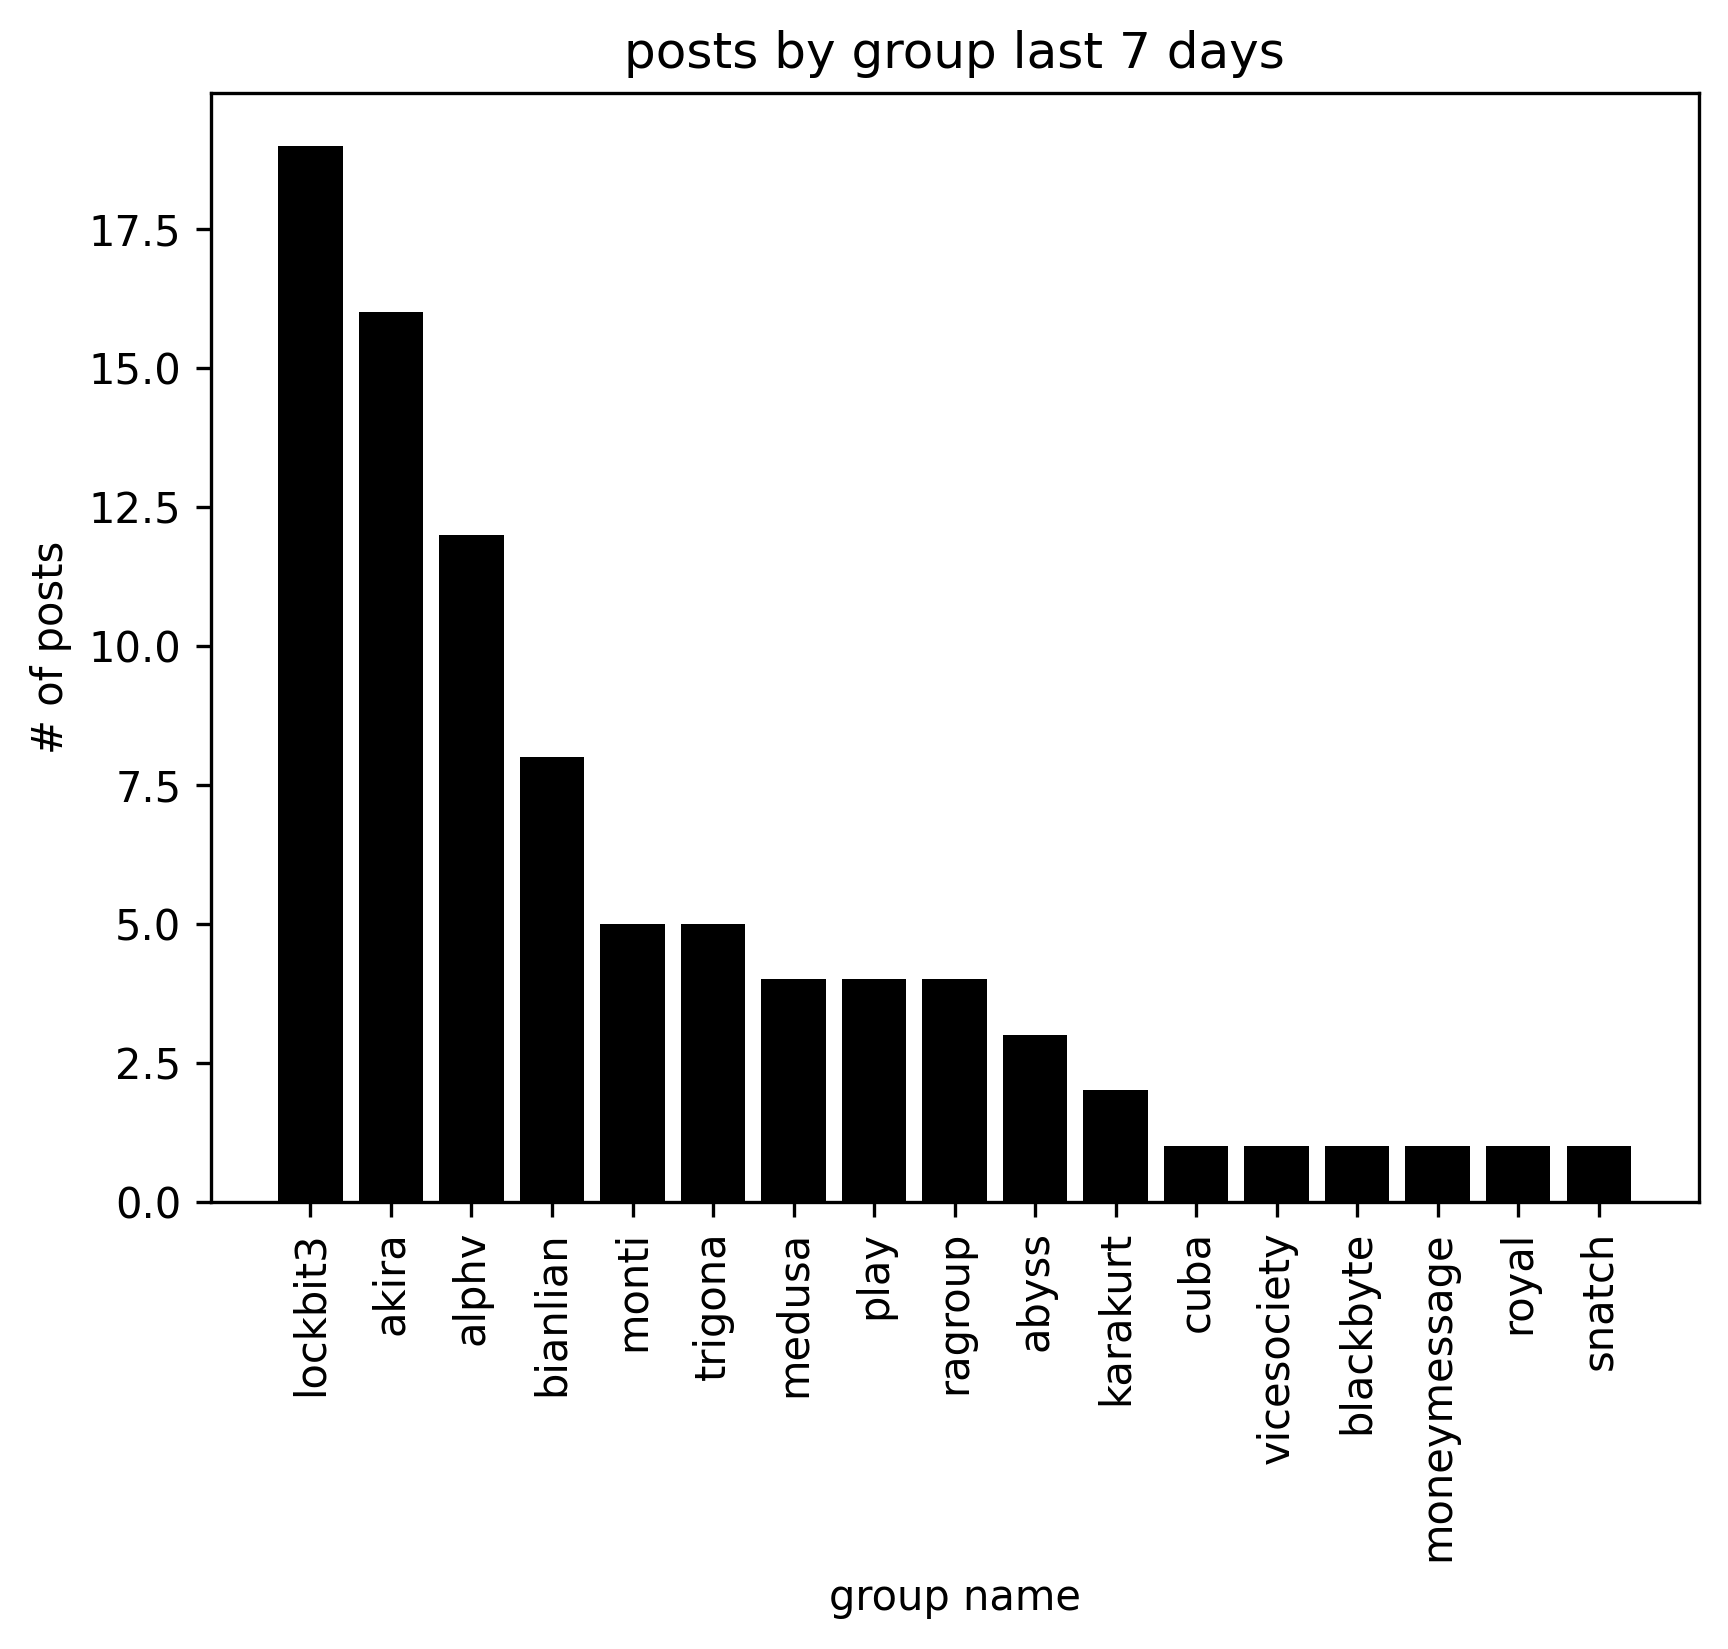 posts by group last 7 days
# of posts
17.5
15.0
12.5
10.0
7.5
5.0
2.5
0.0
lockbit3
akira
alphv
bianlian
monti
trigona
medusa
play
ragroup
abyss
karakurt
cuba
vicesociety
blackbyte
moneymessage
royal
snatch
group name